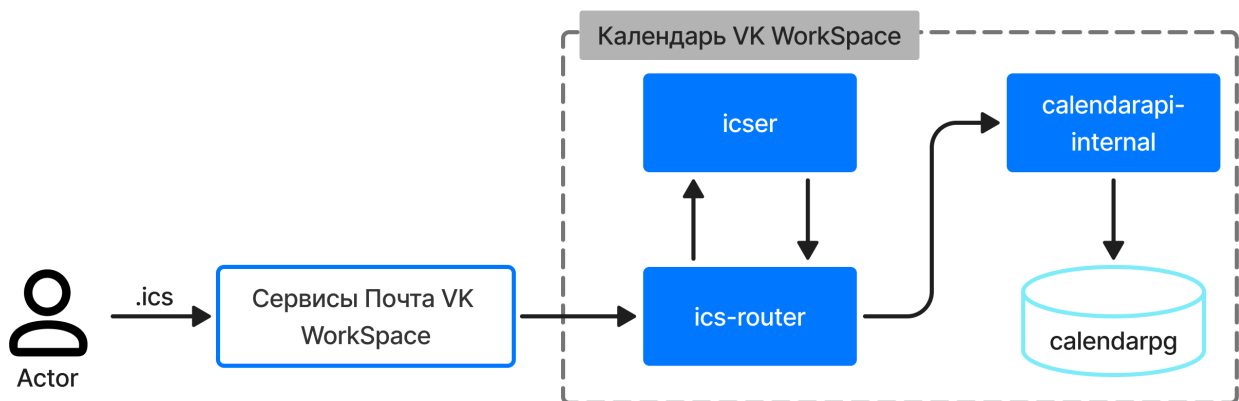 Календарь VK WorkSpace
icser
calendarapi-
internal
.ics
Сервисы Почта VK
WorkSpace
ics-router
calendarpg
Actor